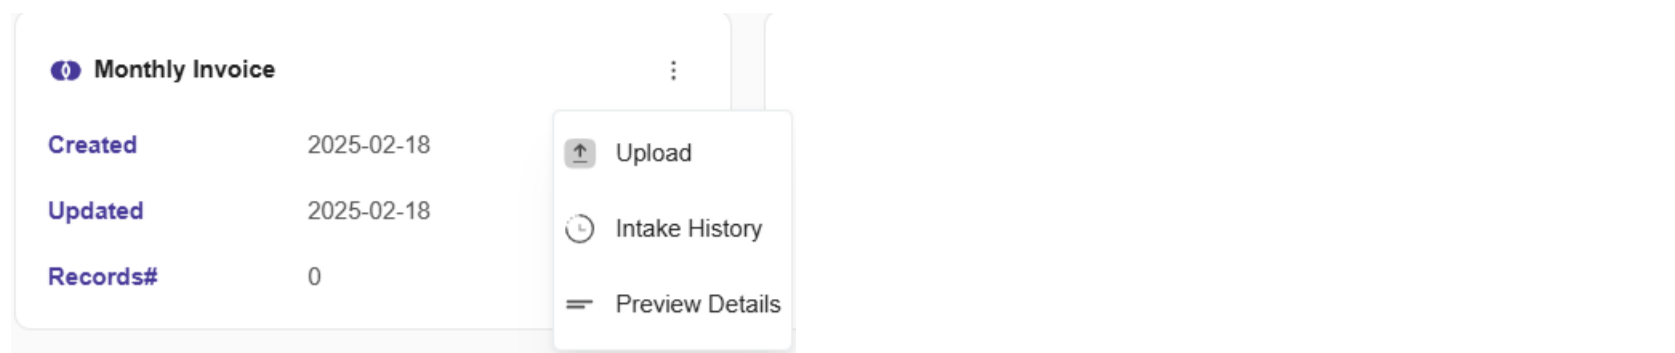 Monthly Invoice
Created 2025-02-18
Upload
Updated 2025-02-18
Intake History
Records# 0
Preview Details